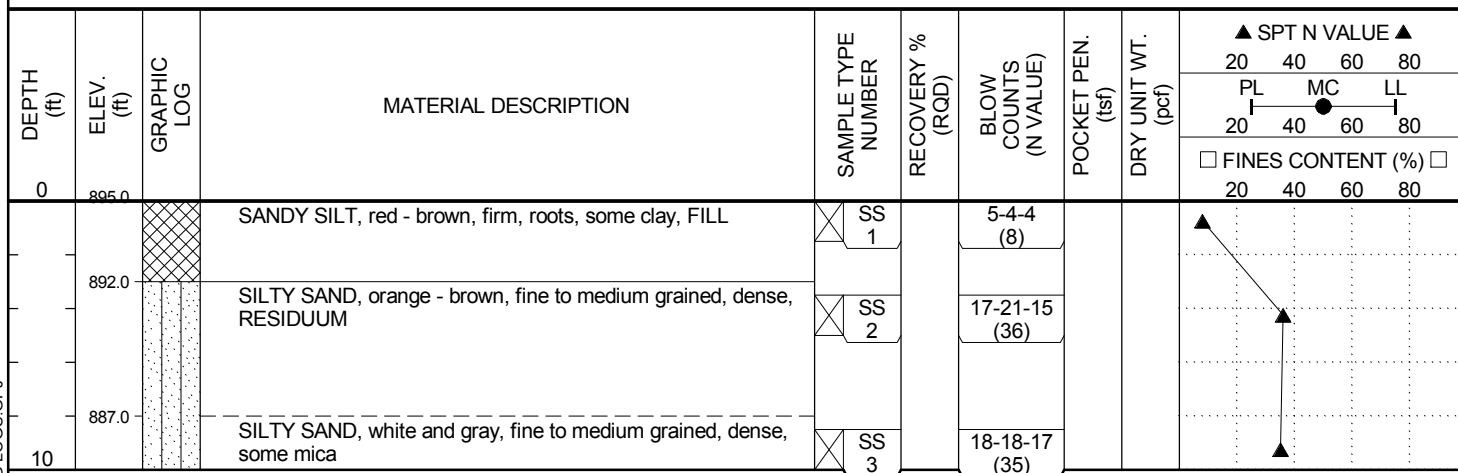 DEPTH (ft)
ELEV. (ft)
GRAPHIC LOG
MATERIAL DESCRIPTION
SAMPLE TYPE NUMBER
RECOVERY % (RQD)
BLOW COUNTS (N VALUE)
POCKET PEN. (tsf)
DRY UNIT WT. (pcf)
▲ SPT N VALUE ▲
20 40 60 80
PL MC LL
20 40 60 80
□ FINES CONTENT (%) □
20 40 60 80
0
895.0
SANDY SILT, red - brown, firm, roots, some clay, FILL
SS 1
5-4-4 (8)
892.0
SILTY SAND, orange - brown, fine to medium grained, dense,
RESIDUUM
SS 2
17-21-15 (36)
887.0
SILTY SAND, white and gray, fine to medium grained, dense,
some mica
SS 3
18-18-17 (35)
10